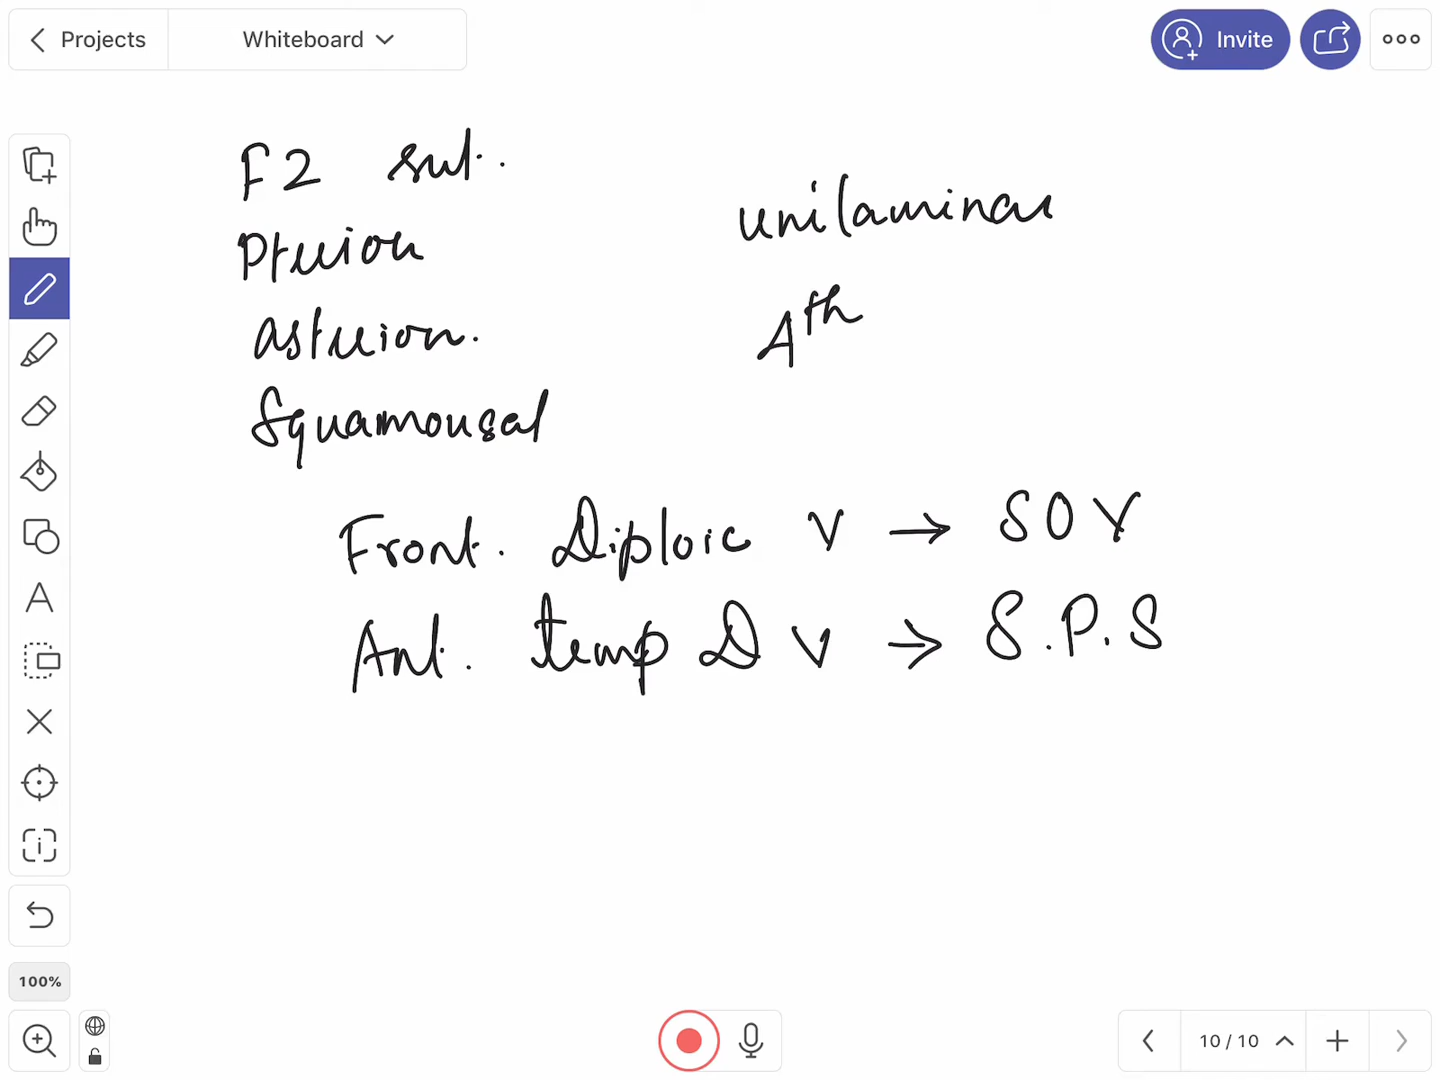 Projects
Whiteboard
Invite
F2 sut..
Pterion
unilaminar
asterion.
4th
Squamousal
Front. Diploic V → SOV
Ant. temp D V → S.P.S
100%
10 / 10